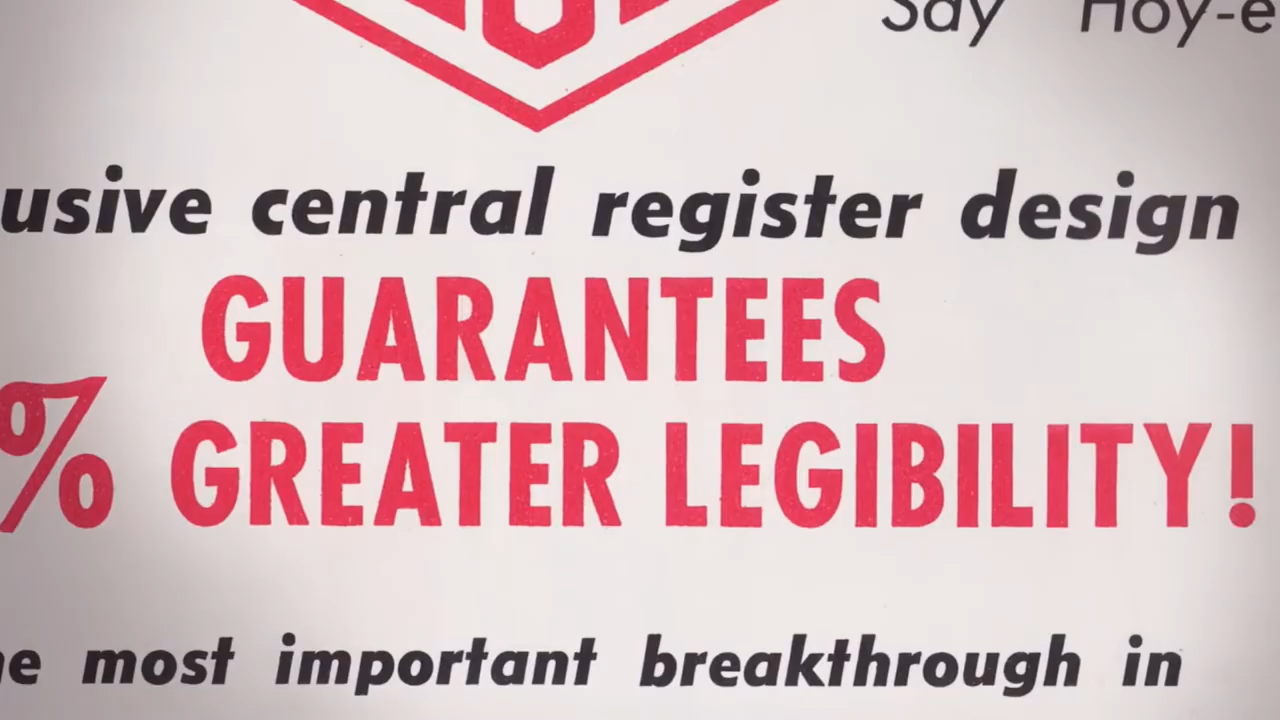 Say Hoy-e
usive central register design
GUARANTEES
% GREATER LEGIBILITY!
e most important breakthrough in